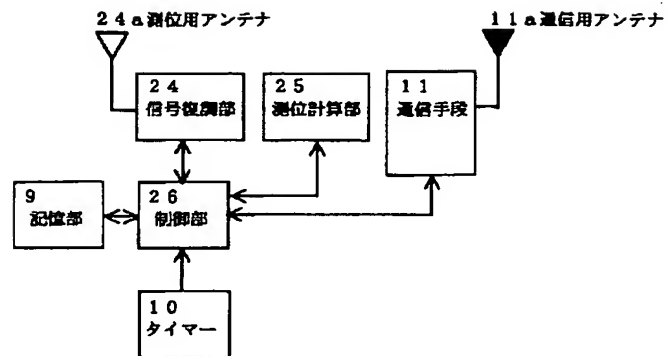 24a測位用アンテナ
11a通信用アンテナ
24
信号復調部
25
測位計算部
11
通信手段
9
記憶部
26
制御部
10
タイマー